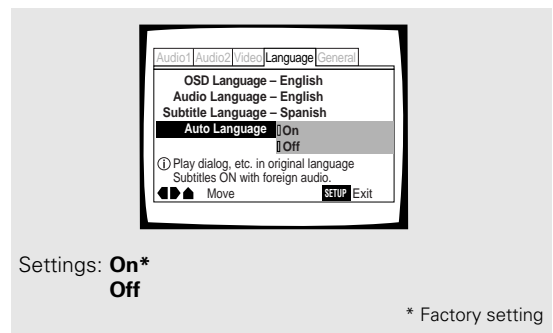 Audio1 Audio2 Video Language General
OSD Language – English
Audio Language – English
Subtitle Language – Spanish
Auto Language On
Off
Play dialog, etc. in original language
Subtitles ON with foreign audio.
Move SETUP Exit
Settings: On*
Off
* Factory setting